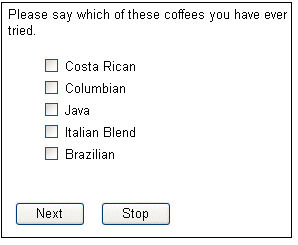 Please say which of these coffees you have ever
tried.
Costa Rican
Columbian
Java
Italian Blend
Brazilian
Next Stop